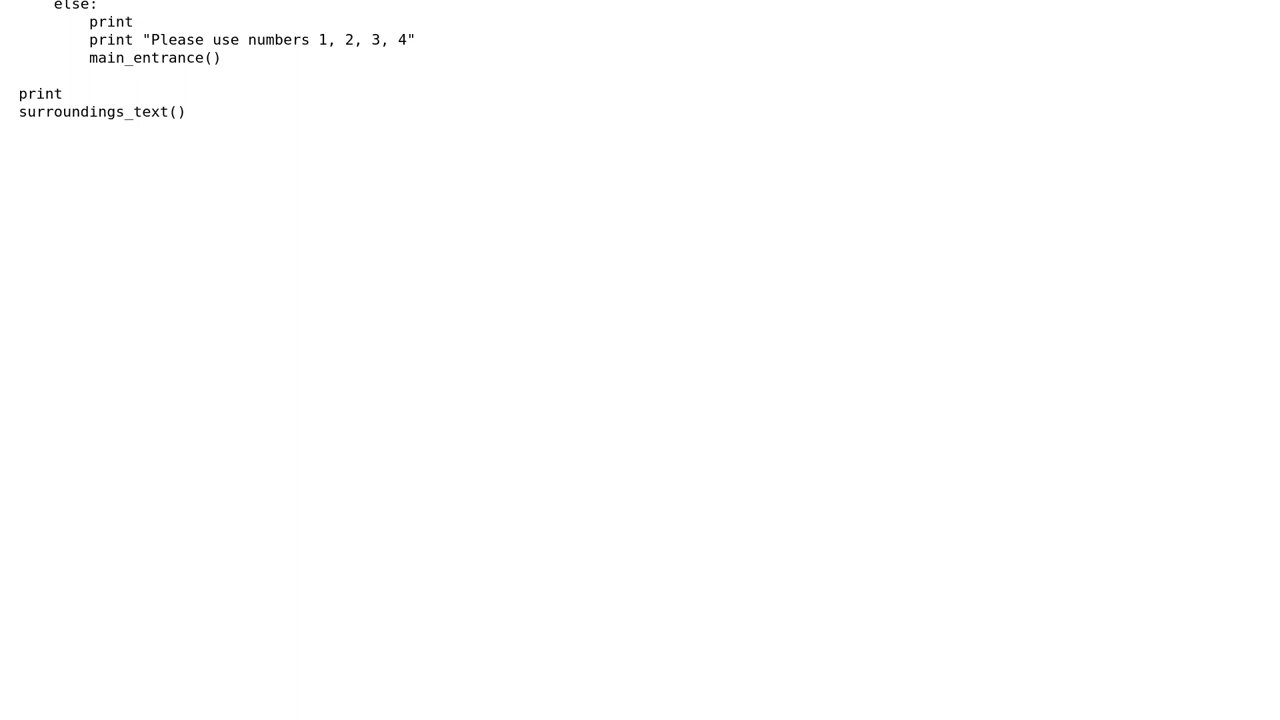 else:
        print
        print "Please use numbers 1, 2, 3, 4"
        main_entrance()

print
surroundings_text()